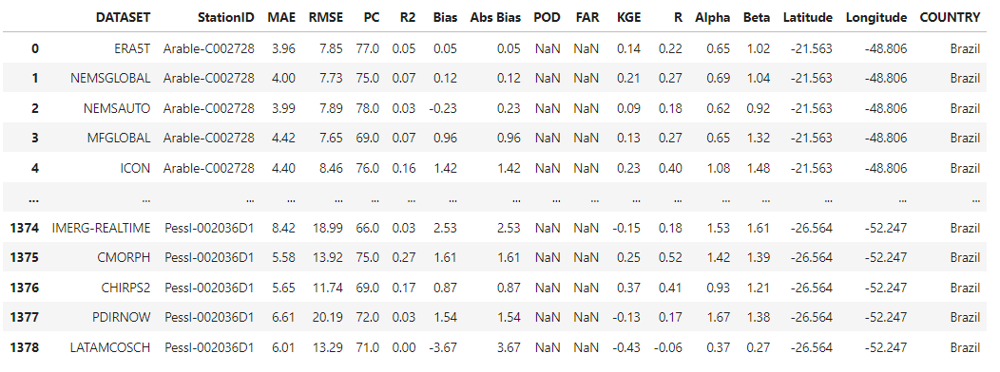 DATASET StationID MAE RMSE PC R2 Bias Abs Bias POD FAR KGE R Alpha Beta Latitude Longitude COUNTRY
0 ERA5T Arable-C002728 3.96 7.85 77.0 0.05 0.05 0.05 NaN NaN 0.14 0.22 0.65 1.02 -21.563 -48.806 Brazil
1 NEMSGLOBAL Arable-C002728 4.00 7.73 75.0 0.07 0.12 0.12 NaN NaN 0.21 0.27 0.69 1.04 -21.563 -48.806 Brazil
2 NEMSAUTO Arable-C002728 3.99 7.89 78.0 0.03 -0.23 0.23 NaN NaN 0.09 0.18 0.62 0.92 -21.563 -48.806 Brazil
3 MFGLOBAL Arable-C002728 4.42 7.65 69.0 0.07 0.96 0.96 NaN NaN 0.13 0.27 0.65 1.32 -21.563 -48.806 Brazil
4 ICON Arable-C002728 4.40 8.46 76.0 0.16 1.42 1.42 NaN NaN 0.23 0.40 1.08 1.48 -21.563 -48.806 Brazil
... ... ... ... ... ... ... ... ... ... ... ... ... ... ... ... ... ...
1374 IMERG-REALTIME Pessl-002036D1 8.42 18.99 66.0 0.03 2.53 2.53 NaN NaN -0.15 0.18 1.53 1.61 -26.564 -52.247 Brazil
1375 CMORPH Pessl-002036D1 5.58 13.92 75.0 0.27 1.61 1.61 NaN NaN 0.25 0.52 1.42 1.39 -26.564 -52.247 Brazil
1376 CHIRPS2 Pessl-002036D1 5.65 11.74 69.0 0.17 0.87 0.87 NaN NaN 0.37 0.41 0.93 1.21 -26.564 -52.247 Brazil
1377 PDIRNOW Pessl-002036D1 6.61 20.19 72.0 0.03 1.54 1.54 NaN NaN -0.13 0.17 1.67 1.38 -26.564 -52.247 Brazil
1378 LATAMCOSCH Pessl-002036D1 6.01 13.29 71.0 0.00 -3.67 3.67 NaN NaN -0.43 -0.06 0.37 0.27 -26.564 -52.247 Brazil